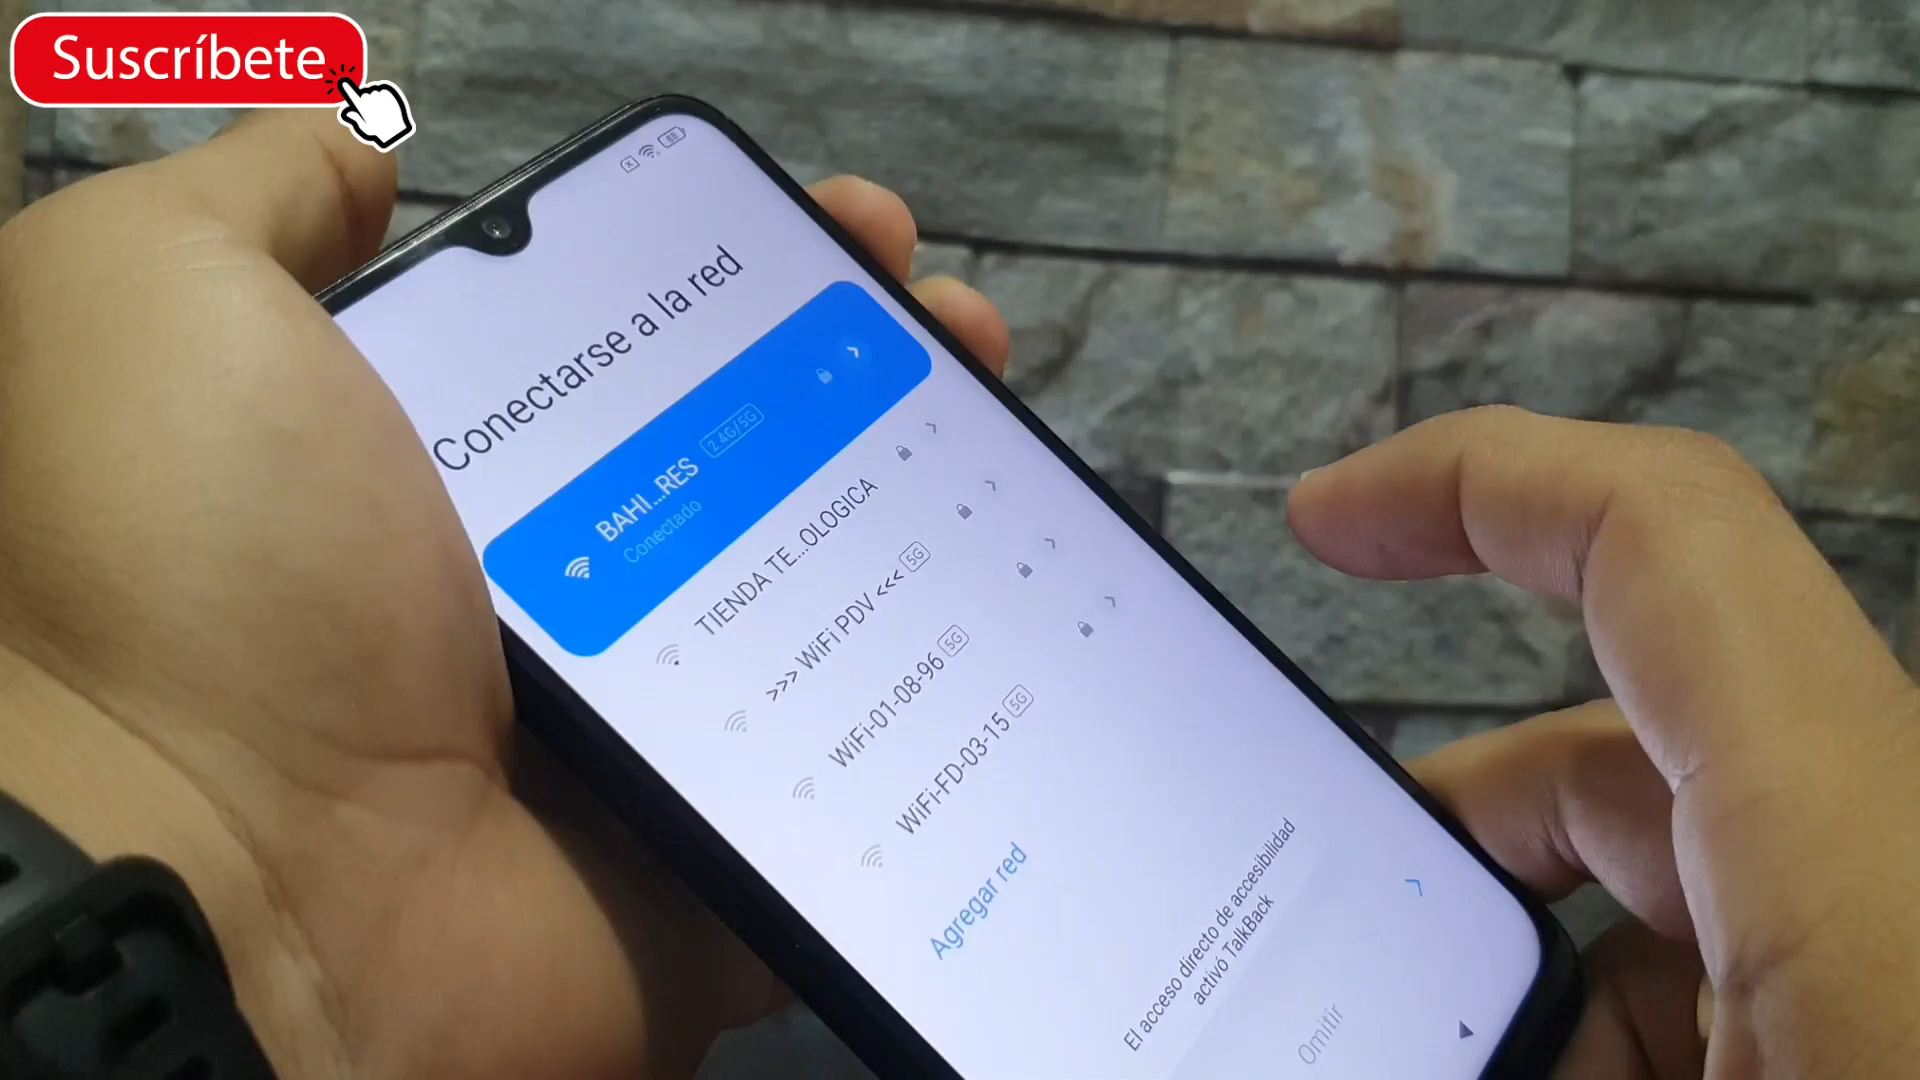 Suscríbete
88
Conectarse a la red
BAHI...RES 2.4G/5G
Conectado
TIENDA TE...OLOGICA
>>> WiFi PDV <<< 5G
WiFi-01-08-96 5G
WiFi-FD-03-15 5G
Agregar red
El acceso directo de accesibilidad
activó TalkBack
Omitir